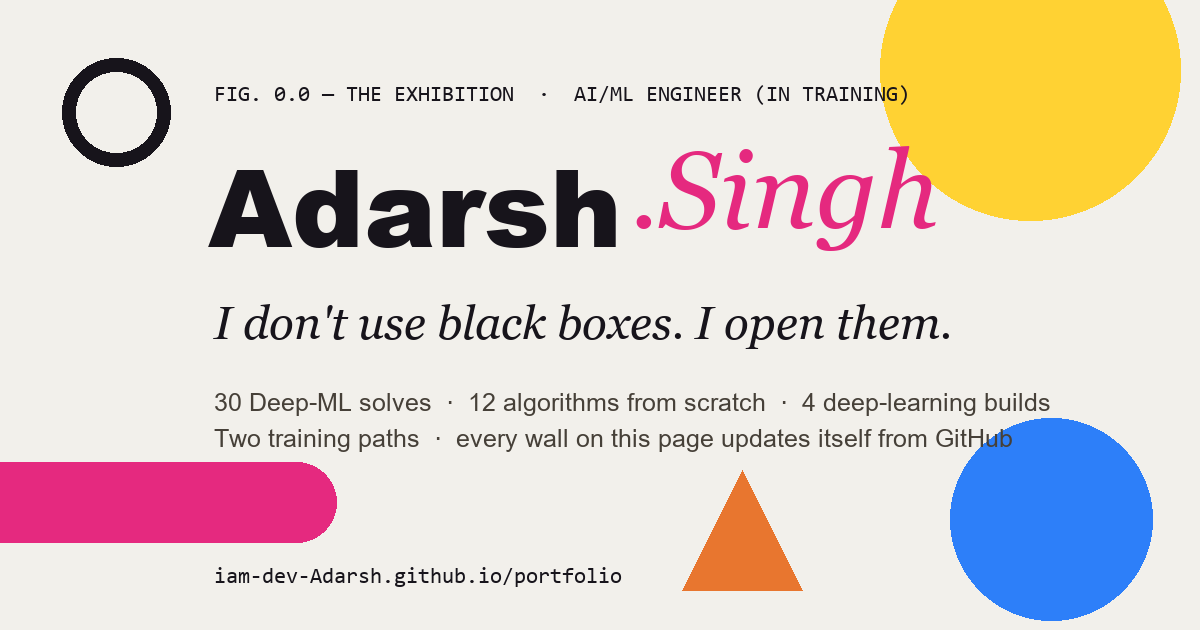 FIG. 0.0 — THE EXHIBITION · AI/ML ENGINEER (IN TRAINING)
Adarsh .Singh
I don't use black boxes. I open them.
30 Deep-ML solves · 12 algorithms from scratch · 4 deep-learning builds
Two training paths · every wall on this page updates itself from GitHub
iam-dev-Adarsh.github.io/portfolio